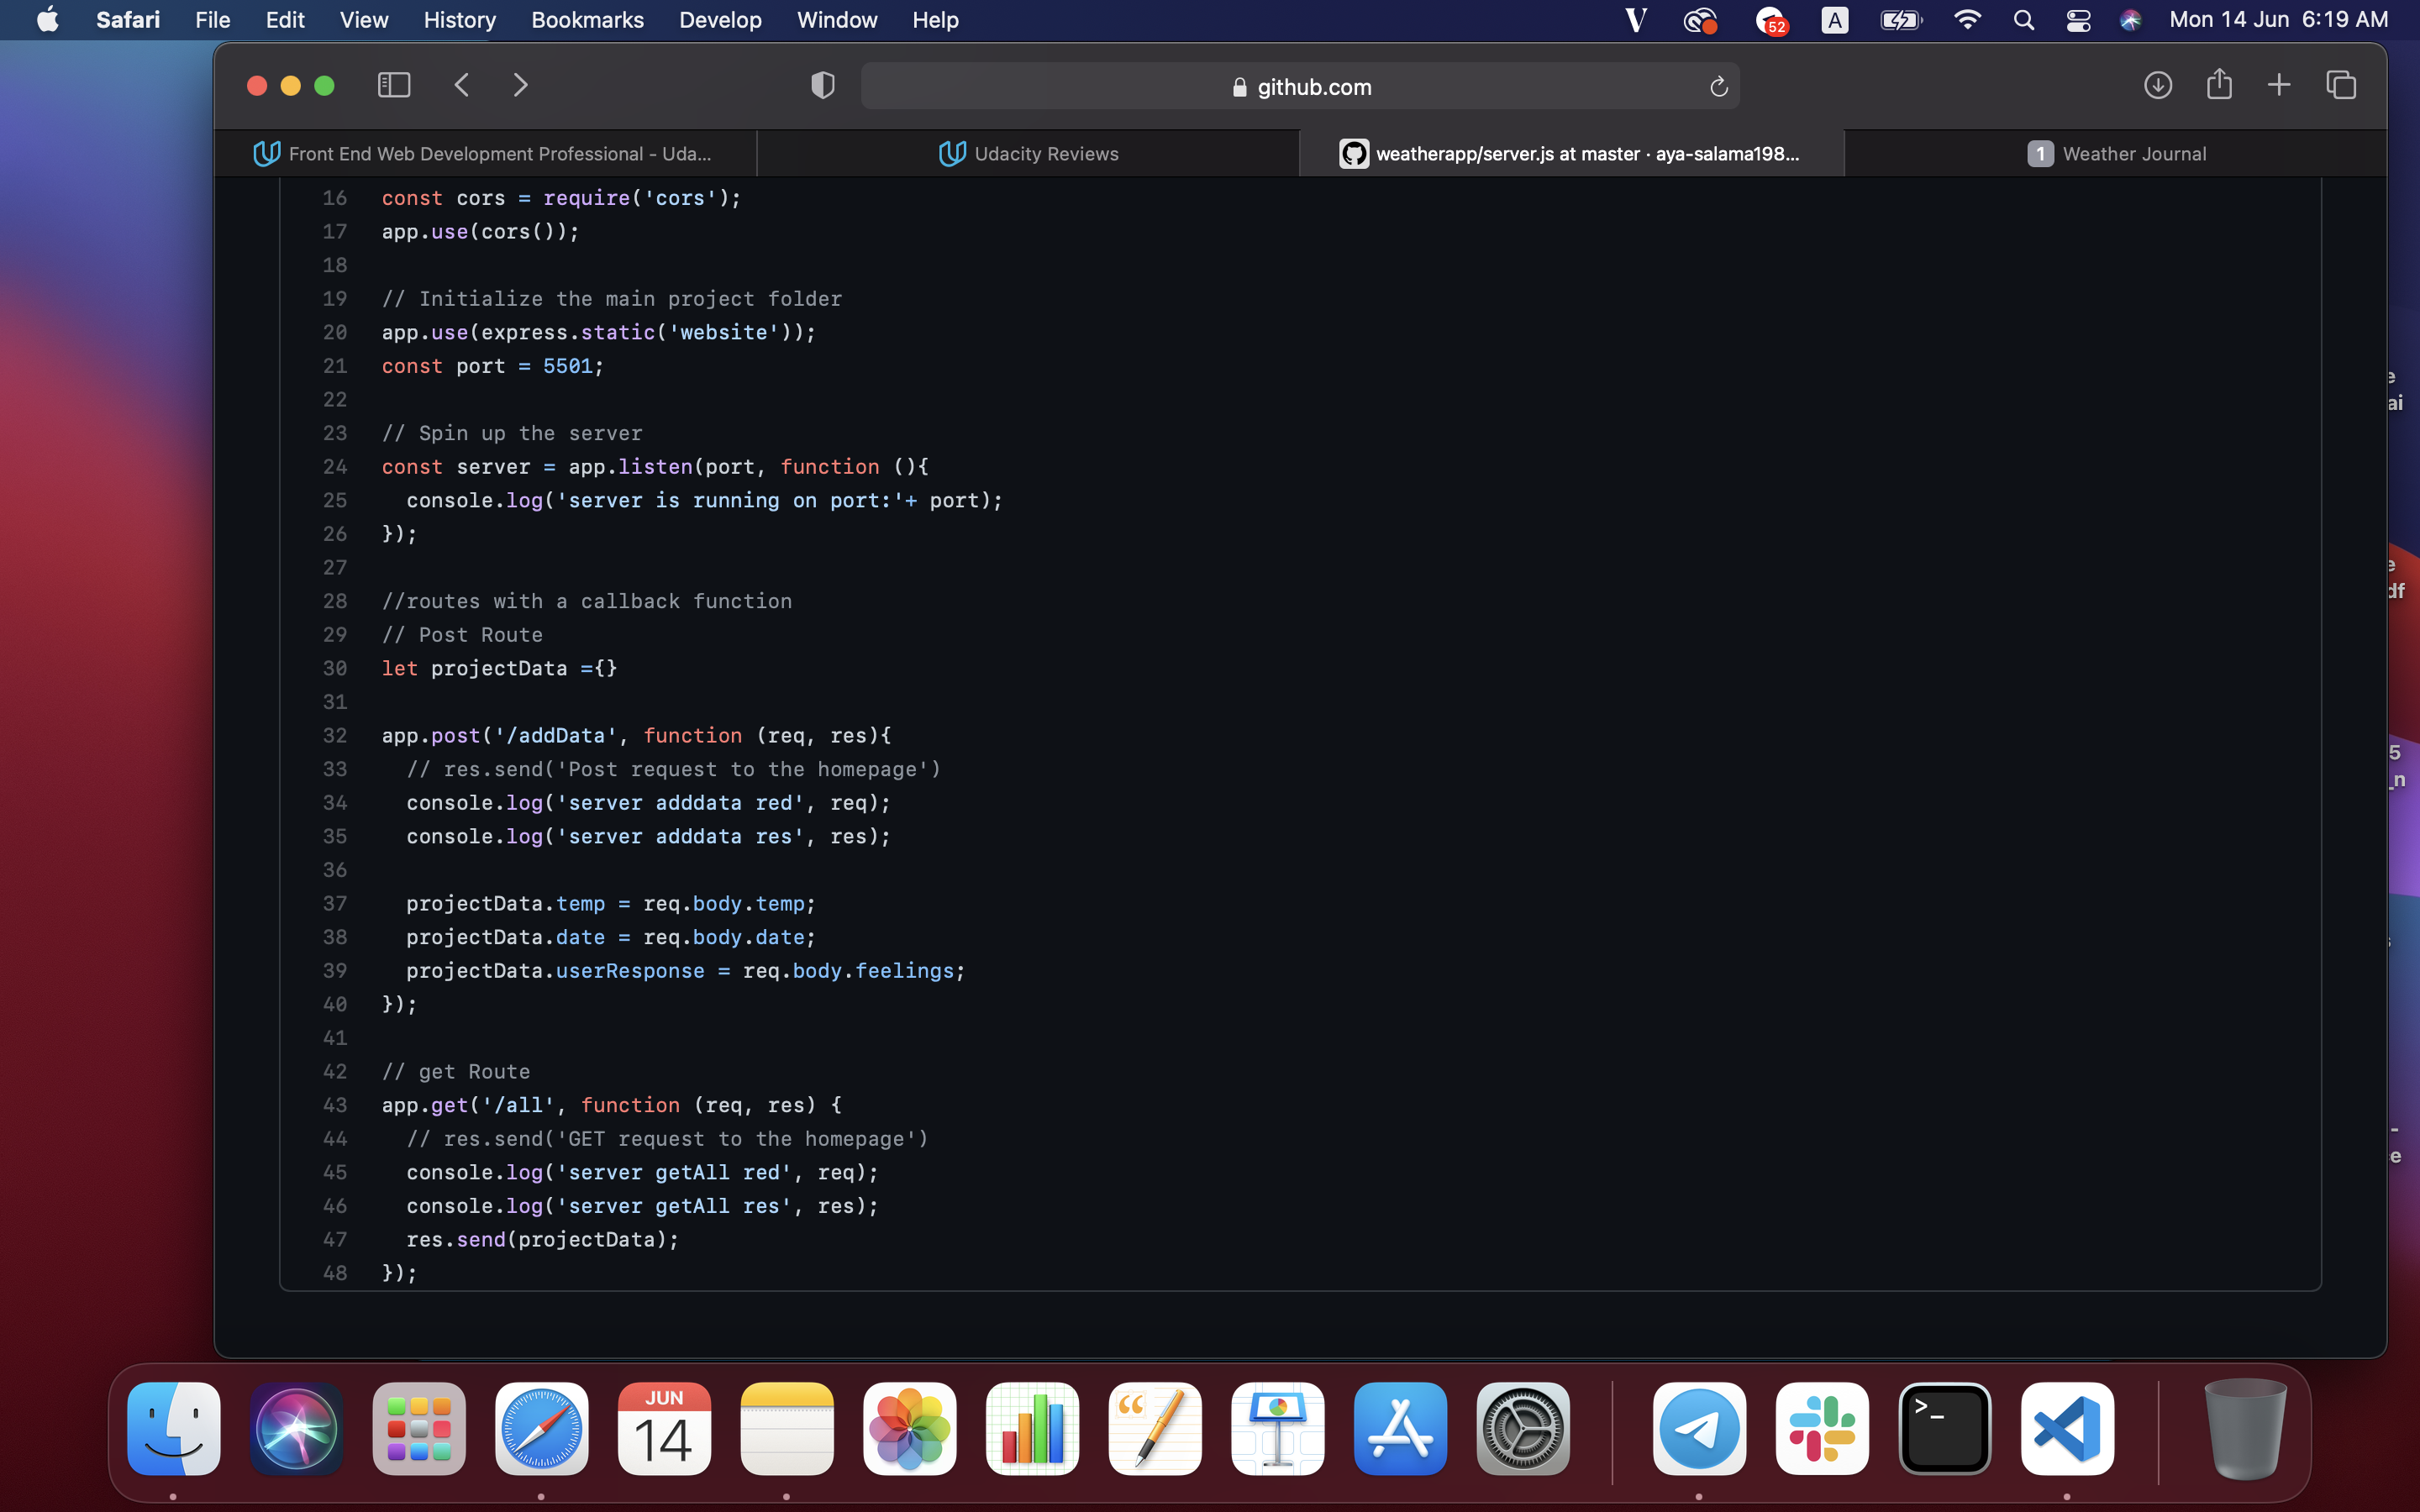 Safari File Edit View History Bookmarks Develop Window Help V 52 A Mon 14 Jun 6:19 AM
github.com
Front End Web Development Professional - Uda... Udacity Reviews weatherapp/server.js at master · aya-salama198... 1 Weather Journal
16 const cors = require('cors');
17 app.use(cors());
18
19 // Initialize the main project folder
20 app.use(express.static('website'));
21 const port = 5501;
22
23 // Spin up the server
24 const server = app.listen(port, function (){
25   console.log('server is running on port:'+ port);
26 });
27
28 //routes with a callback function
29 // Post Route
30 let projectData ={}
31
32 app.post('/addData', function (req, res){
33   // res.send('Post request to the homepage')
34   console.log('server adddata red', req);
35   console.log('server adddata res', res);
36
37   projectData.temp = req.body.temp;
38   projectData.date = req.body.date;
39   projectData.userResponse = req.body.feelings;
40 });
41
42 // get Route
43 app.get('/all', function (req, res) {
44   // res.send('GET request to the homepage')
45   console.log('server getAll red', req);
46   console.log('server getAll res', res);
47   res.send(projectData);
48 });
JUN
14